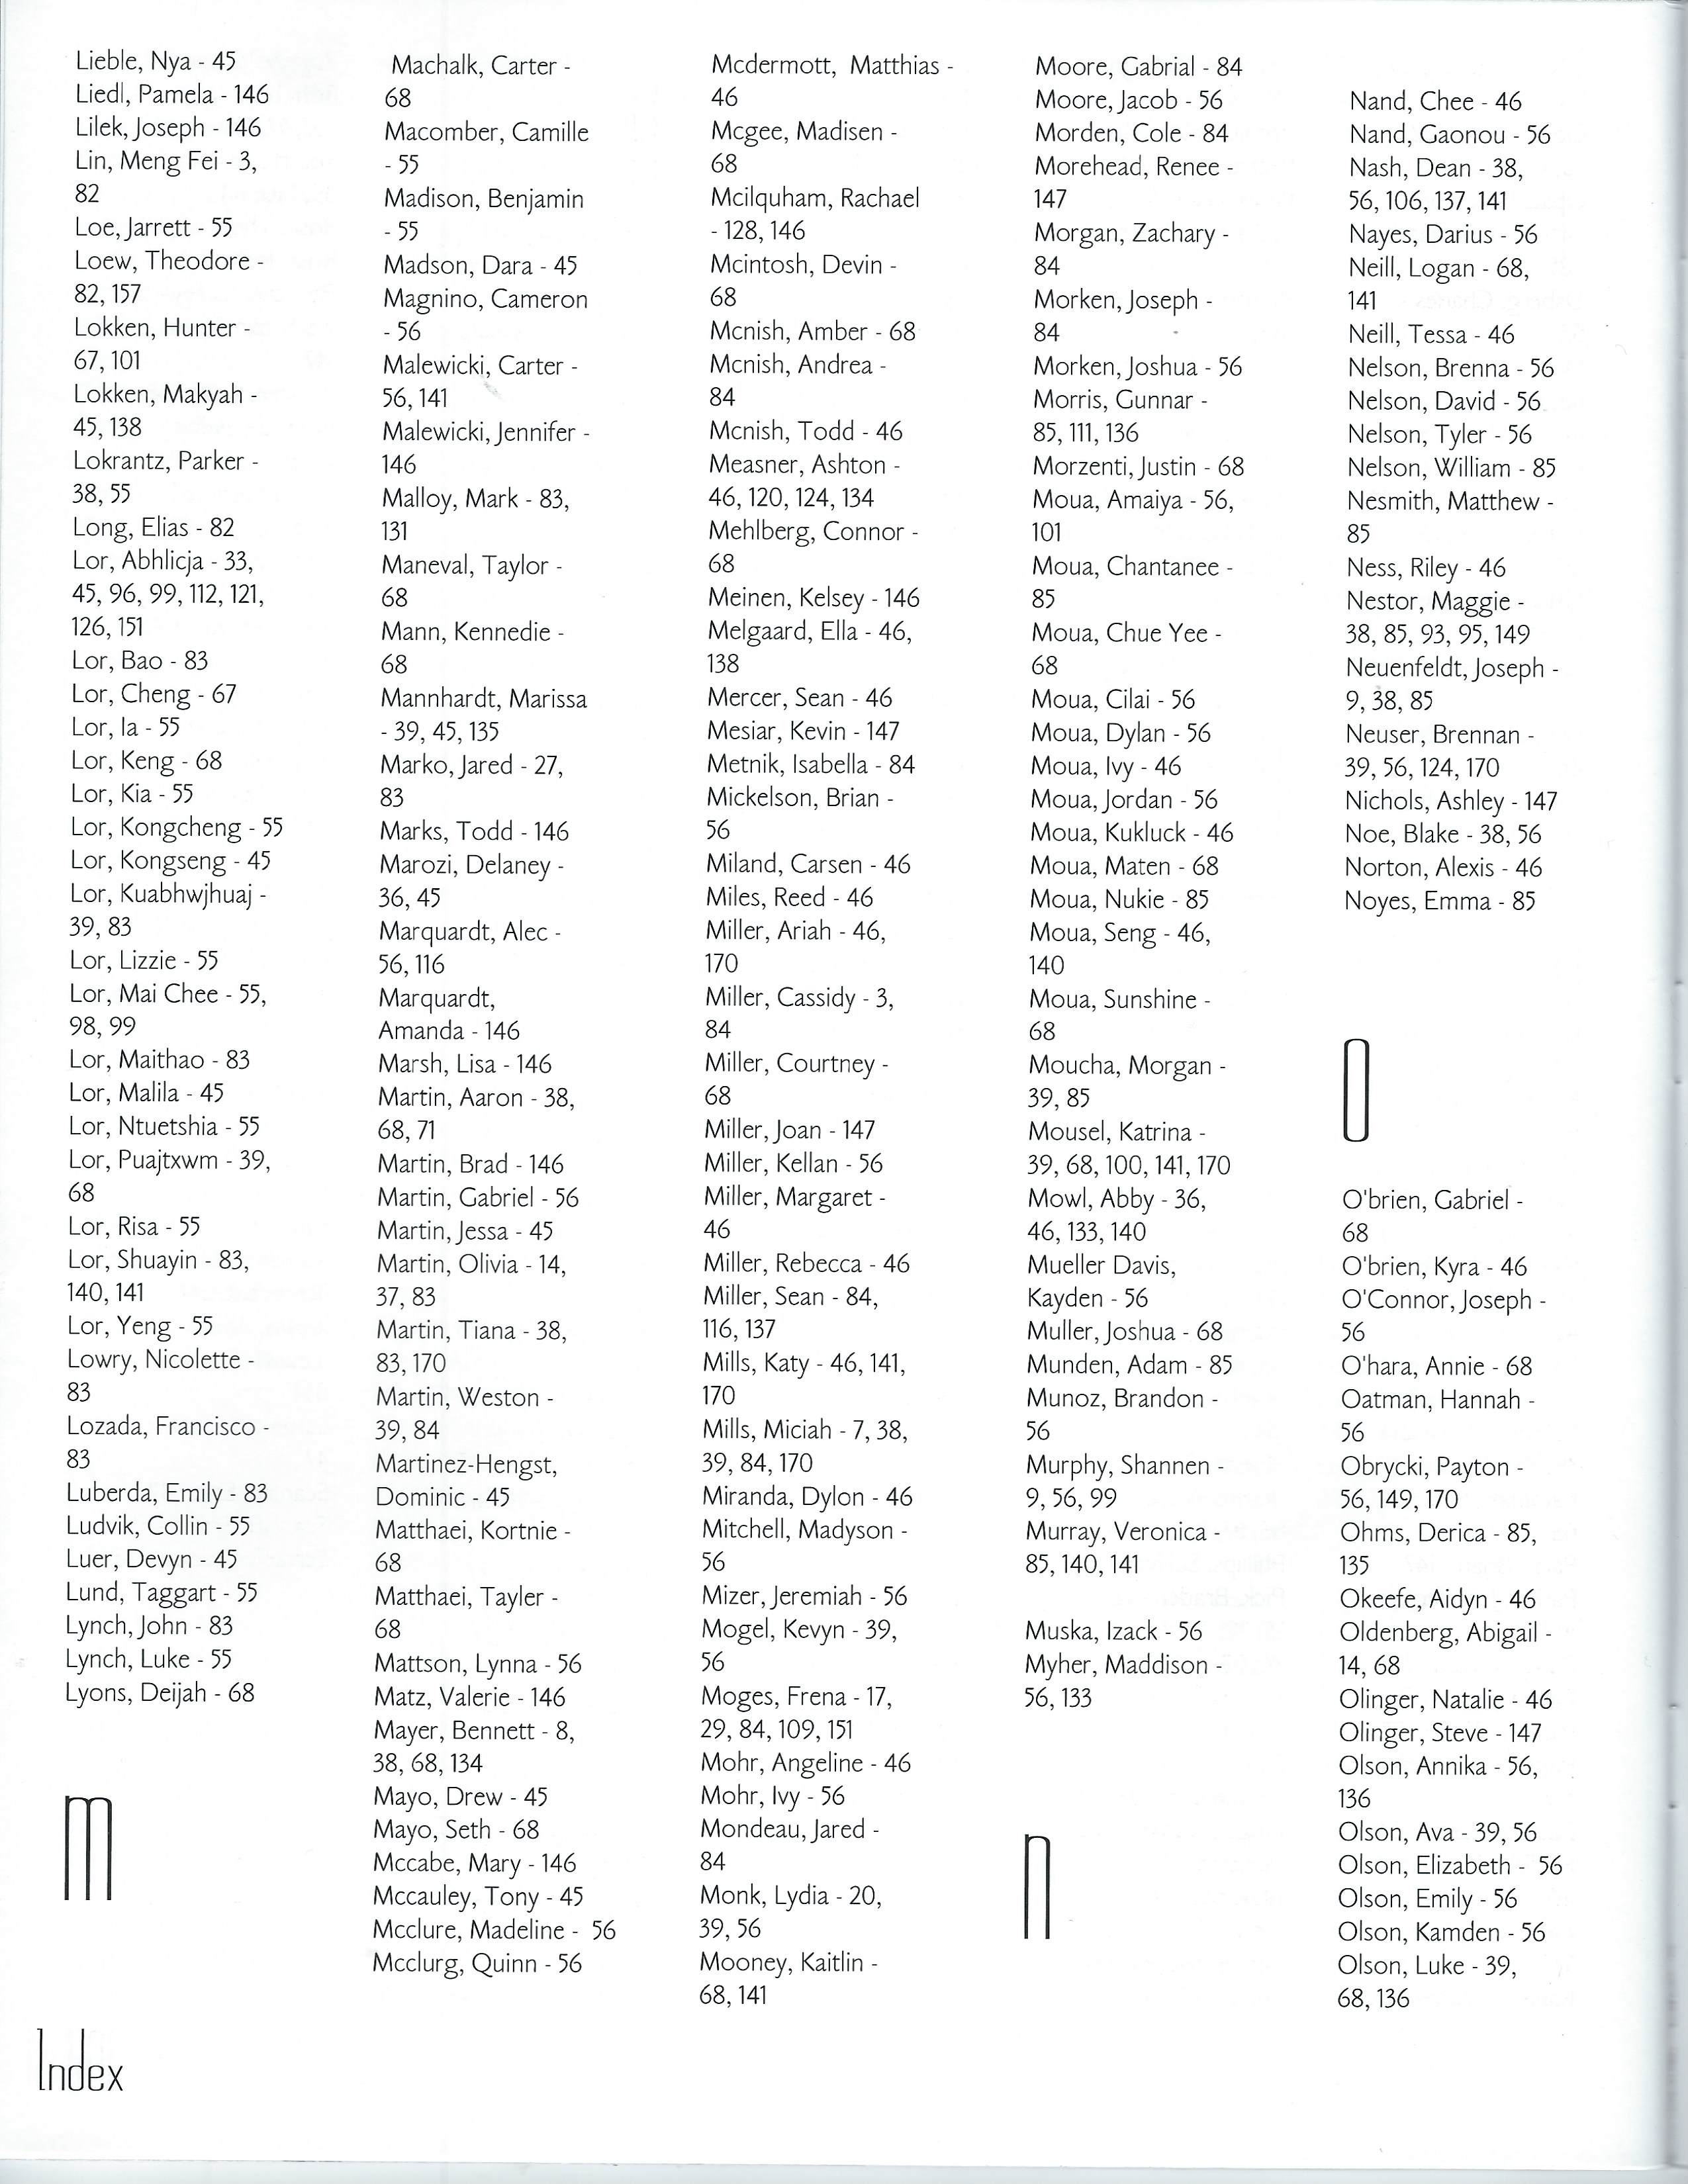 Lieble, Nya - 45
Liedl, Pamela - 146
Lilek, Joseph - 146
Lin, Meng Fei - 3,
82
Loe, Jarrett - 55
Loew, Theodore -
82, 157
Lokken, Hunter -
67, 101
Lokken, Makyah -
45, 138
Lokrantz, Parker -
38, 55
Long, Elias - 82
Lor, Abhlicja - 33,
45, 96, 99, 112, 121,
126, 151
Lor, Bao - 83
Lor, Cheng - 67
Lor, Ia - 55
Lor, Keng - 68
Lor, Kia - 55
Lor, Kongcheng - 55
Lor, Kongseng - 45
Lor, Kuabhwjhuaj -
39, 83
Lor, Lizzie - 55
Lor, Mai Chee - 55,
98, 99
Lor, Maithao - 83
Lor, Malila - 45
Lor, Ntuetshia - 55
Lor, Puajtxwm - 39,
68
Lor, Risa - 55
Lor, Shuayin - 83,
140, 141
Lor, Yeng - 55
Lowry, Nicolette -
83
Lozada, Francisco -
83
Luberda, Emily - 83
Ludvik, Collin - 55
Luer, Devyn - 45
Lund, Taggart - 55
Lynch, John - 83
Lynch, Luke - 55
Lyons, Deijah - 68
m
Machalk, Carter -
68
Macomber, Camille
- 55
Madison, Benjamin
- 55
Madson, Dara - 45
Magnino, Cameron
- 56
Malewicki, Carter -
56, 141
Malewicki, Jennifer -
146
Malloy, Mark - 83,
131
Maneval, Taylor -
68
Mann, Kennedie -
68
Mannhardt, Marissa
- 39, 45, 135
Marko, Jared - 27,
83
Marks, Todd - 146
Marozi, Delaney -
36, 45
Marquardt, Alec -
56, 116
Marquardt,
Amanda - 146
Marsh, Lisa - 146
Martin, Aaron - 38,
68, 71
Martin, Brad - 146
Martin, Gabriel - 56
Martin, Jessa - 45
Martin, Olivia - 14,
37, 83
Martin, Tiana - 38,
83, 170
Martin, Weston -
39, 84
Martinez-Hengst,
Dominic - 45
Matthaei, Kortnie -
68
Matthaei, Tayler -
68
Mattson, Lynna - 56
Matz, Valerie - 146
Mayer, Bennett - 8,
38, 68, 134
Mayo, Drew - 45
Mayo, Seth - 68
Mccabe, Mary - 146
Mccauley, Tony - 45
Mcclure, Madeline - 56
Mcclurg, Quinn - 56
Mcdermott, Matthias -
46
Mcgee, Madisen -
68
Mcilquham, Rachael
- 128, 146
Mcintosh, Devin -
68
Mcnish, Amber - 68
Mcnish, Andrea -
84
Mcnish, Todd - 46
Measner, Ashton -
46, 120, 124, 134
Mehlberg, Connor -
68
Meinen, Kelsey - 146
Melgaard, Ella - 46,
138
Mercer, Sean - 46
Mesiar, Kevin - 147
Metnik, Isabella - 84
Mickelson, Brian -
56
Miland, Carsen - 46
Miles, Reed - 46
Miller, Ariah - 46,
170
Miller, Cassidy - 3,
84
Miller, Courtney -
68
Miller, Joan - 147
Miller, Kellan - 56
Miller, Margaret -
46
Miller, Rebecca - 46
Miller, Sean - 84,
116, 137
Mills, Katy - 46, 141,
170
Mills, Miciah - 7, 38,
39, 84, 170
Miranda, Dylon - 46
Mitchell, Madyson -
56
Mizer, Jeremiah - 56
Mogel, Kevyn - 39,
56
Moges, Frena - 17,
29, 84, 109, 151
Mohr, Angeline - 46
Mohr, Ivy - 56
Mondeau, Jared -
84
Monk, Lydia - 20,
39, 56
Mooney, Kaitlin -
68, 141
Moore, Gabrial - 84
Moore, Jacob - 56
Morden, Cole - 84
Morehead, Renee -
147
Morgan, Zachary -
84
Morken, Joseph -
84
Morken, Joshua - 56
Morris, Gunnar -
85, 111, 136
Morzenti, Justin - 68
Moua, Amaiya - 56,
101
Moua, Chantanee -
85
Moua, Chue Yee -
68
Moua, Cilai - 56
Moua, Dylan - 56
Moua, Ivy - 46
Moua, Jordan - 56
Moua, Kukluck - 46
Moua, Maten - 68
Moua, Nukie - 85
Moua, Seng - 46,
140
Moua, Sunshine -
68
Moucha, Morgan -
39, 85
Mousel, Katrina -
39, 68, 100, 141, 170
Mowl, Abby - 36,
46, 133, 140
Mueller Davis,
Kayden - 56
Muller, Joshua - 68
Munden, Adam - 85
Munoz, Brandon -
56
Murphy, Shannen -
9, 56, 99
Murray, Veronica -
85, 140, 141
Muska, Izack - 56
Myher, Maddison -
56, 133
n
Nand, Chee - 46
Nand, Gaonou - 56
Nash, Dean - 38,
56, 106, 137, 141
Nayes, Darius - 56
Neill, Logan - 68,
141
Neill, Tessa - 46
Nelson, Brenna - 56
Nelson, David - 56
Nelson, Tyler - 56
Nelson, William - 85
Nesmith, Matthew -
85
Ness, Riley - 46
Nestor, Maggie -
38, 85, 93, 95, 149
Neuenfeldt, Joseph -
9, 38, 85
Neuser, Brennan -
39, 56, 124, 170
Nichols, Ashley - 147
Noe, Blake - 38, 56
Norton, Alexis - 46
Noyes, Emma - 85
O
O'brien, Gabriel -
68
O'brien, Kyra - 46
O'Connor, Joseph -
56
O'hara, Annie - 68
Oatman, Hannah -
56
Obrycki, Payton -
56, 149, 170
Ohms, Derica - 85,
135
Okeefe, Aidyn - 46
Oldenberg, Abigail -
14, 68
Olinger, Natalie - 46
Olinger, Steve - 147
Olson, Annika - 56,
136
Olson, Ava - 39, 56
Olson, Elizabeth - 56
Olson, Emily - 56
Olson, Kamden - 56
Olson, Luke - 39,
68, 136
Index